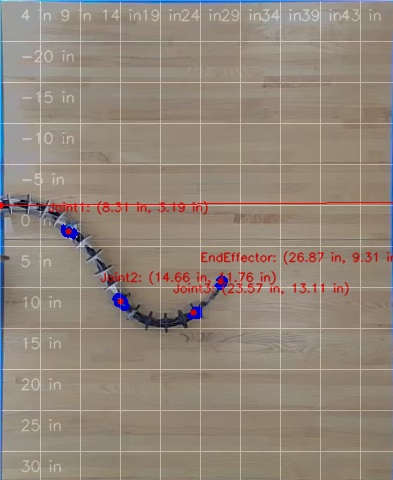 4 in 9 in 14 in19 in24 in29 in34 in39 in43 in
-20 in
-15 in
-10 in
-5 in
Joint1: (8.31 in, 3.19 in)
0 in
EndEffector: (26.87 in, 9.31 in
5 in
Joint2: (14.66 in, 11.76 in)
Joint3: (23.57 in, 13.11 in)
10 in
15 in
20 in
25 in
30 in